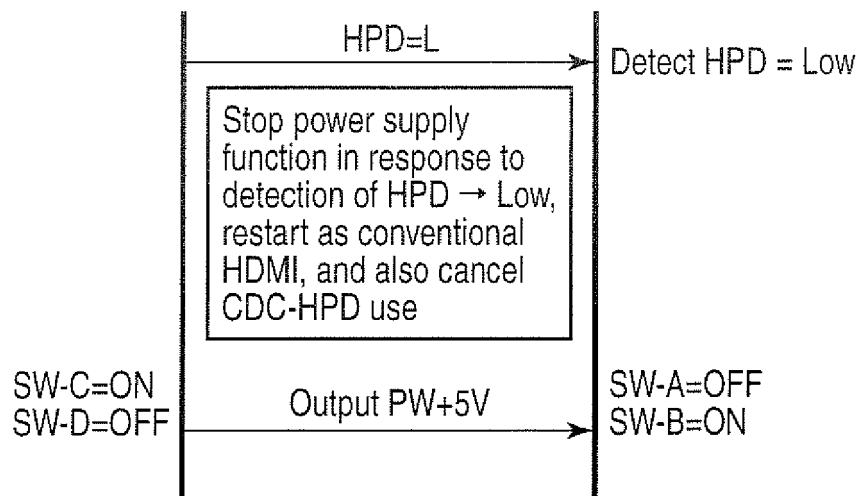 HPD=L
Detect HPD = Low
Stop power supply
function in response to
detection of HPD → Low,
restart as conventional
HDMI, and also cancel
CDC-HPD use
SW-C=ON
SW-D=OFF
Output PW+5V
SW-A=OFF
SW-B=ON